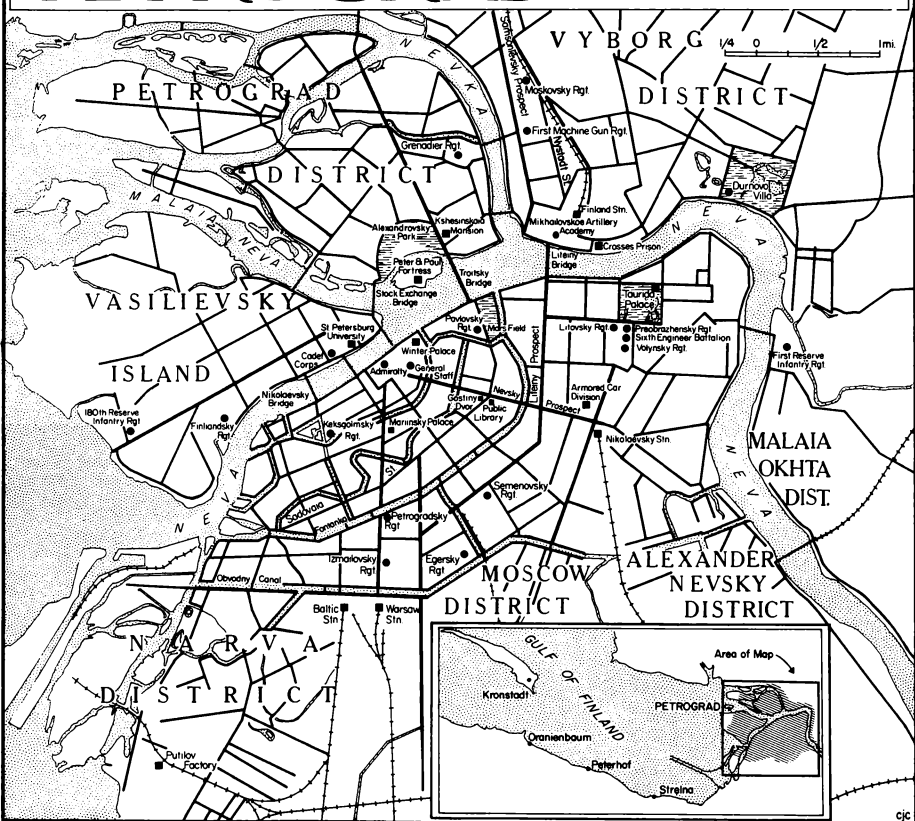 NEVKA
VYBORG
DISTRICT
1/4 0 1/2 1mi.
Samsonievsky Prospect
Moskovsky Rgt.
First Machine Gun Rgt.
Nystadt St.
PETROGRAD
DISTRICT
Grenadier Rgt.
Finland Stn.
Mikhailovskoe Artillery
Academy
Crosses Prison
Durnovo
Villa
NEVA
MALAIA
NEVA
Alexandrovsky
Park
Kshesinskaia
Mansion
Peter & Paul
Fortress
Troitsky
Bridge
Liteiny
Bridge
Stock Exchange
Bridge
VASILIEVSKY
ISLAND
St Petersburg
University
Cadet
Corps
Pavlovsky
Rgt.
Mars Field
Winter Palace
Admiralty
General
Staff
Liteiny Prospect
Taurida
Palace
Litovsky Rgt.
Preobrazhensky Rgt
Sixth Engineer Battalion
Volynsky Rgt.
First Reserve
Infantry Rgt
Nikolaevsky
Bridge
180th Reserve
Infantry Rgt
Finlandsky
Rgt.
Keksgolmsky
Rgt.
Mariinsky Palace
Gostiny
Dvor
Public
Library
Nevsky
Prospect
Armored Car
Division
Nikolaevsky Stn.
NEVA
NEVA
MALAIA
OKHTA
DIST.
Sadovaia
St
Fontanka
Semenovsky
Rgt.
Petrogradsky
Rgt
Izmailovsky
Rgt.
Egersky
Rgt
Obvodny Canal
MOSCOW
DISTRICT
ALEXANDER
NEVSKY
DISTRICT
Baltic
Stn
Warsaw
Stn.
NARVA
DISTRICT
Putilov
Factory
GULF OF FINLAND
Area of Map
Kronstadt
PETROGRAD
Oranienbaum
Peterhof
Strelna
cjc